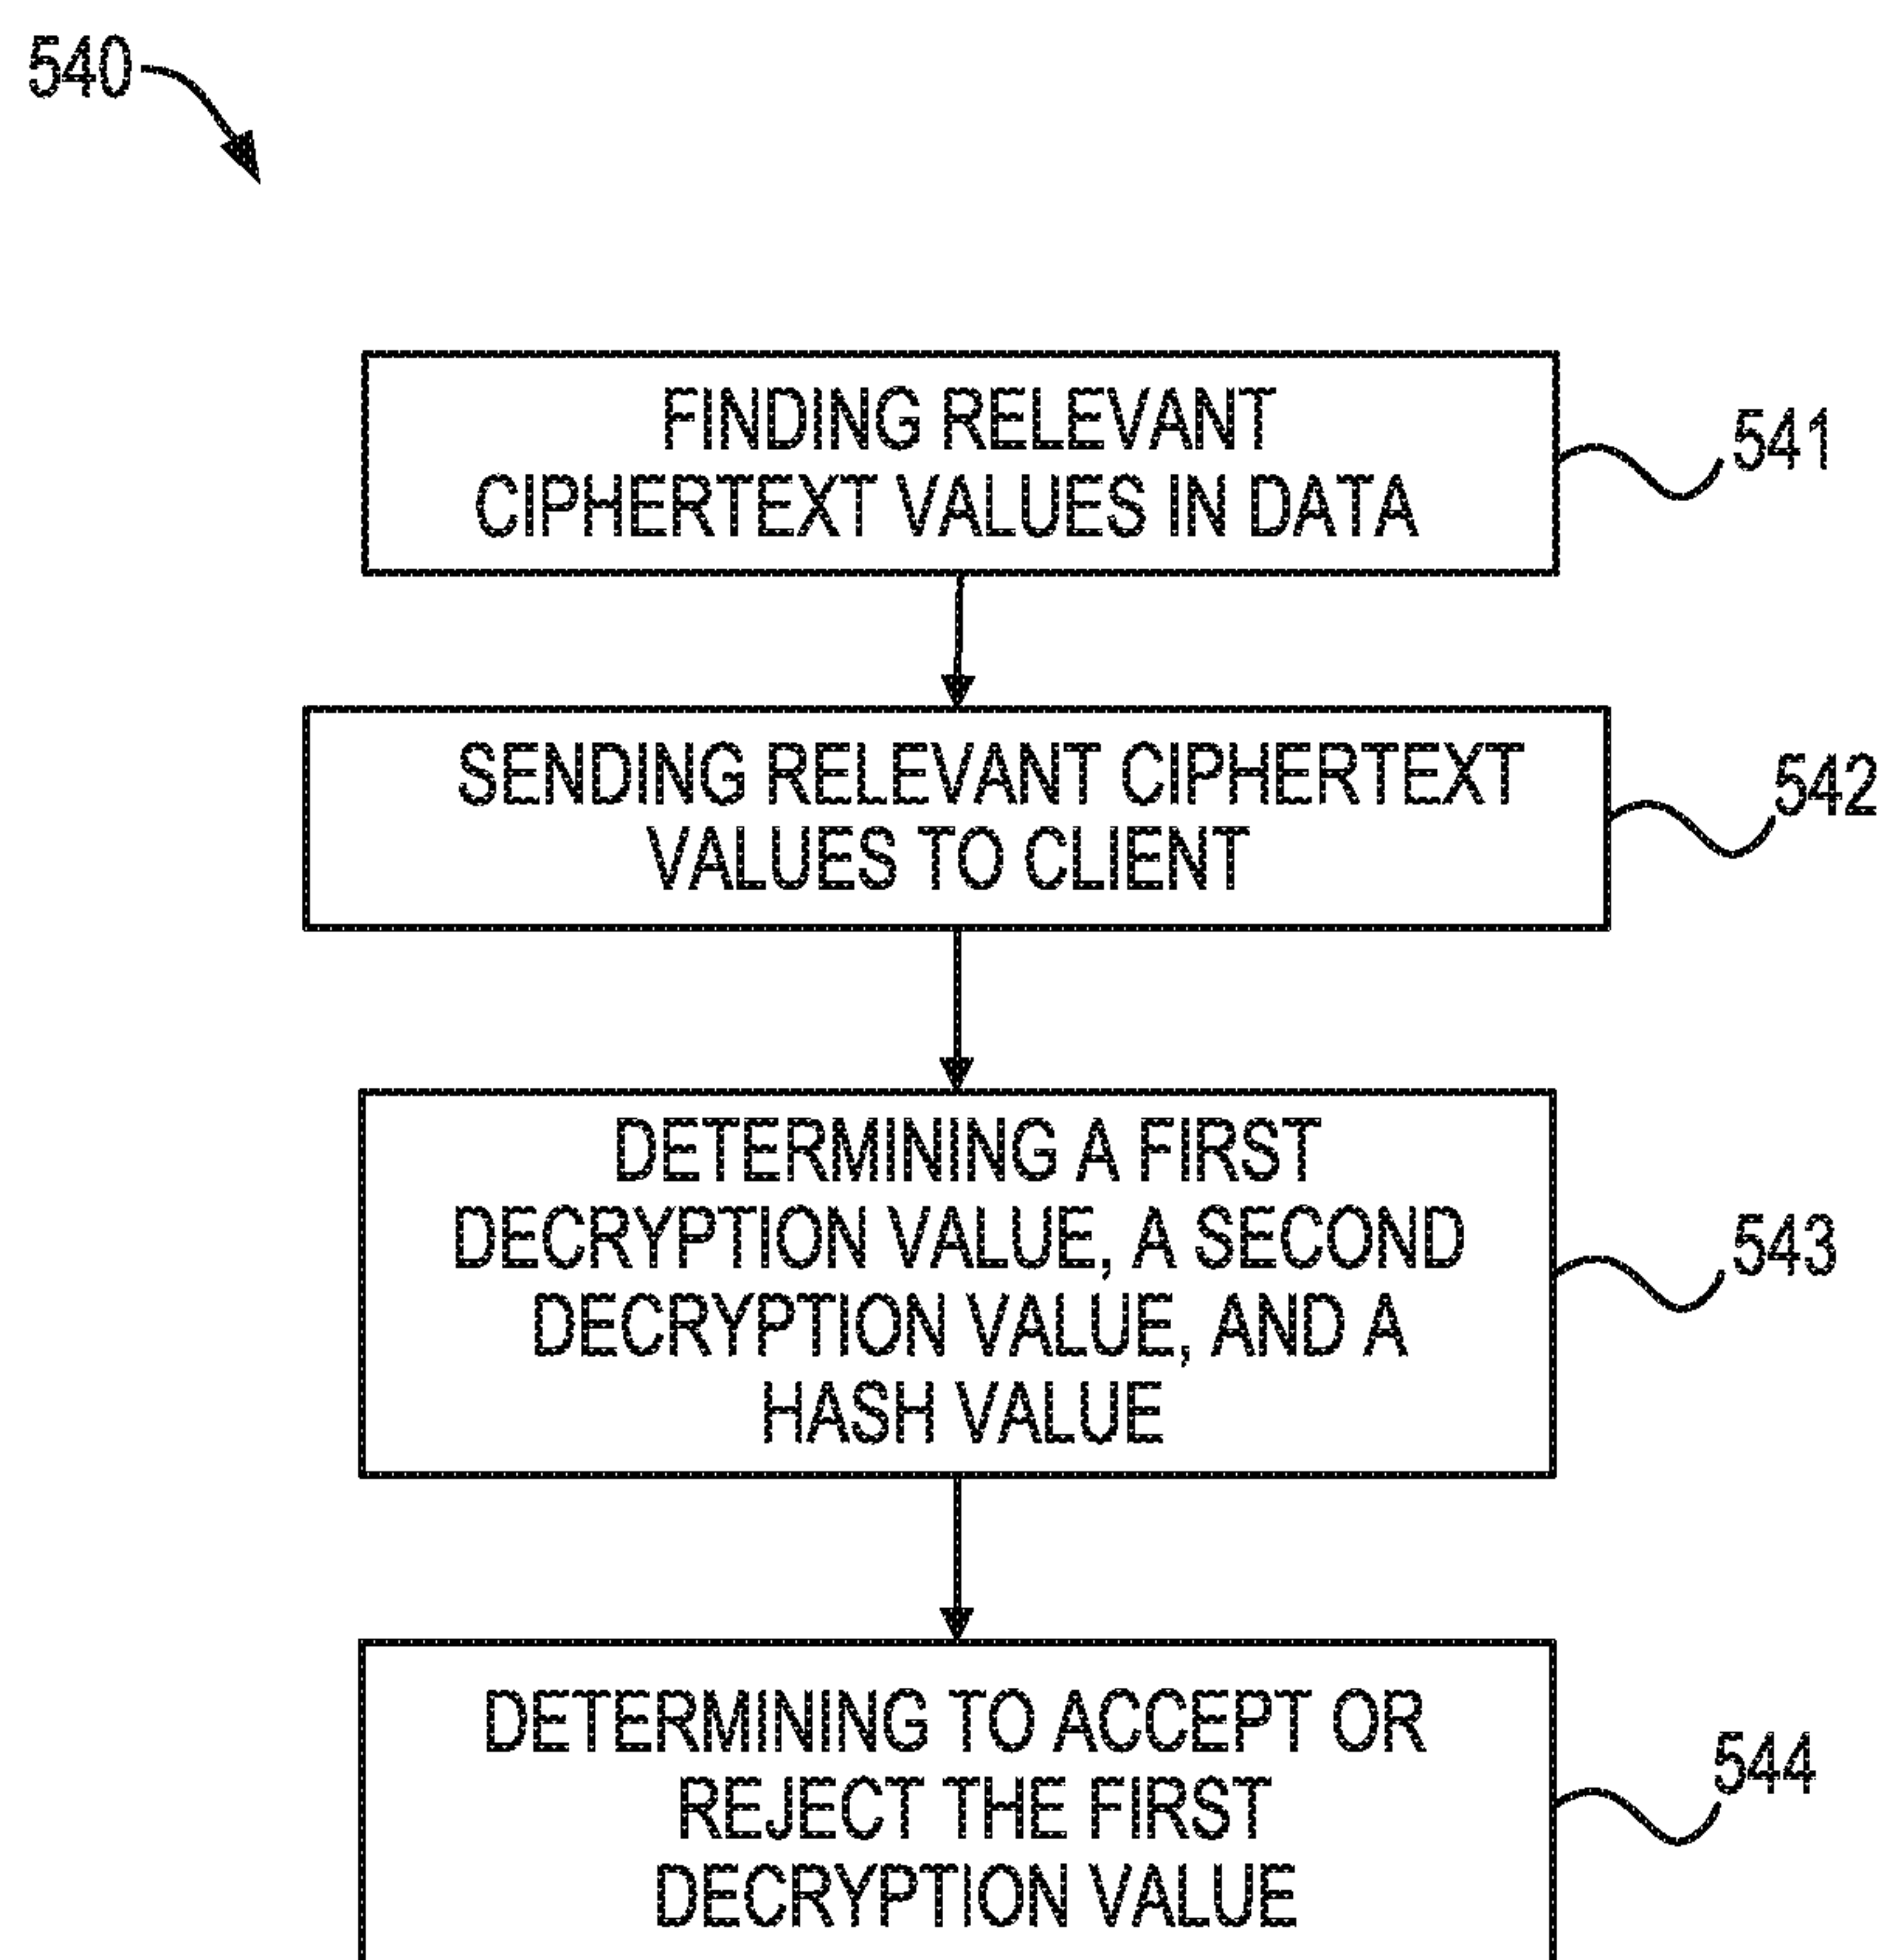 540
FINDING RELEVANT
CIPHERTEXT VALUES IN DATA
541
SENDING RELEVANT CIPHERTEXT
VALUES TO CLIENT
542
DETERMINING A FIRST
DECRYPTION VALUE, A SECOND
DECRYPTION VALUE, AND A
HASH VALUE
543
DETERMINING TO ACCEPT OR
REJECT THE FIRST
DECRYPTION VALUE
544